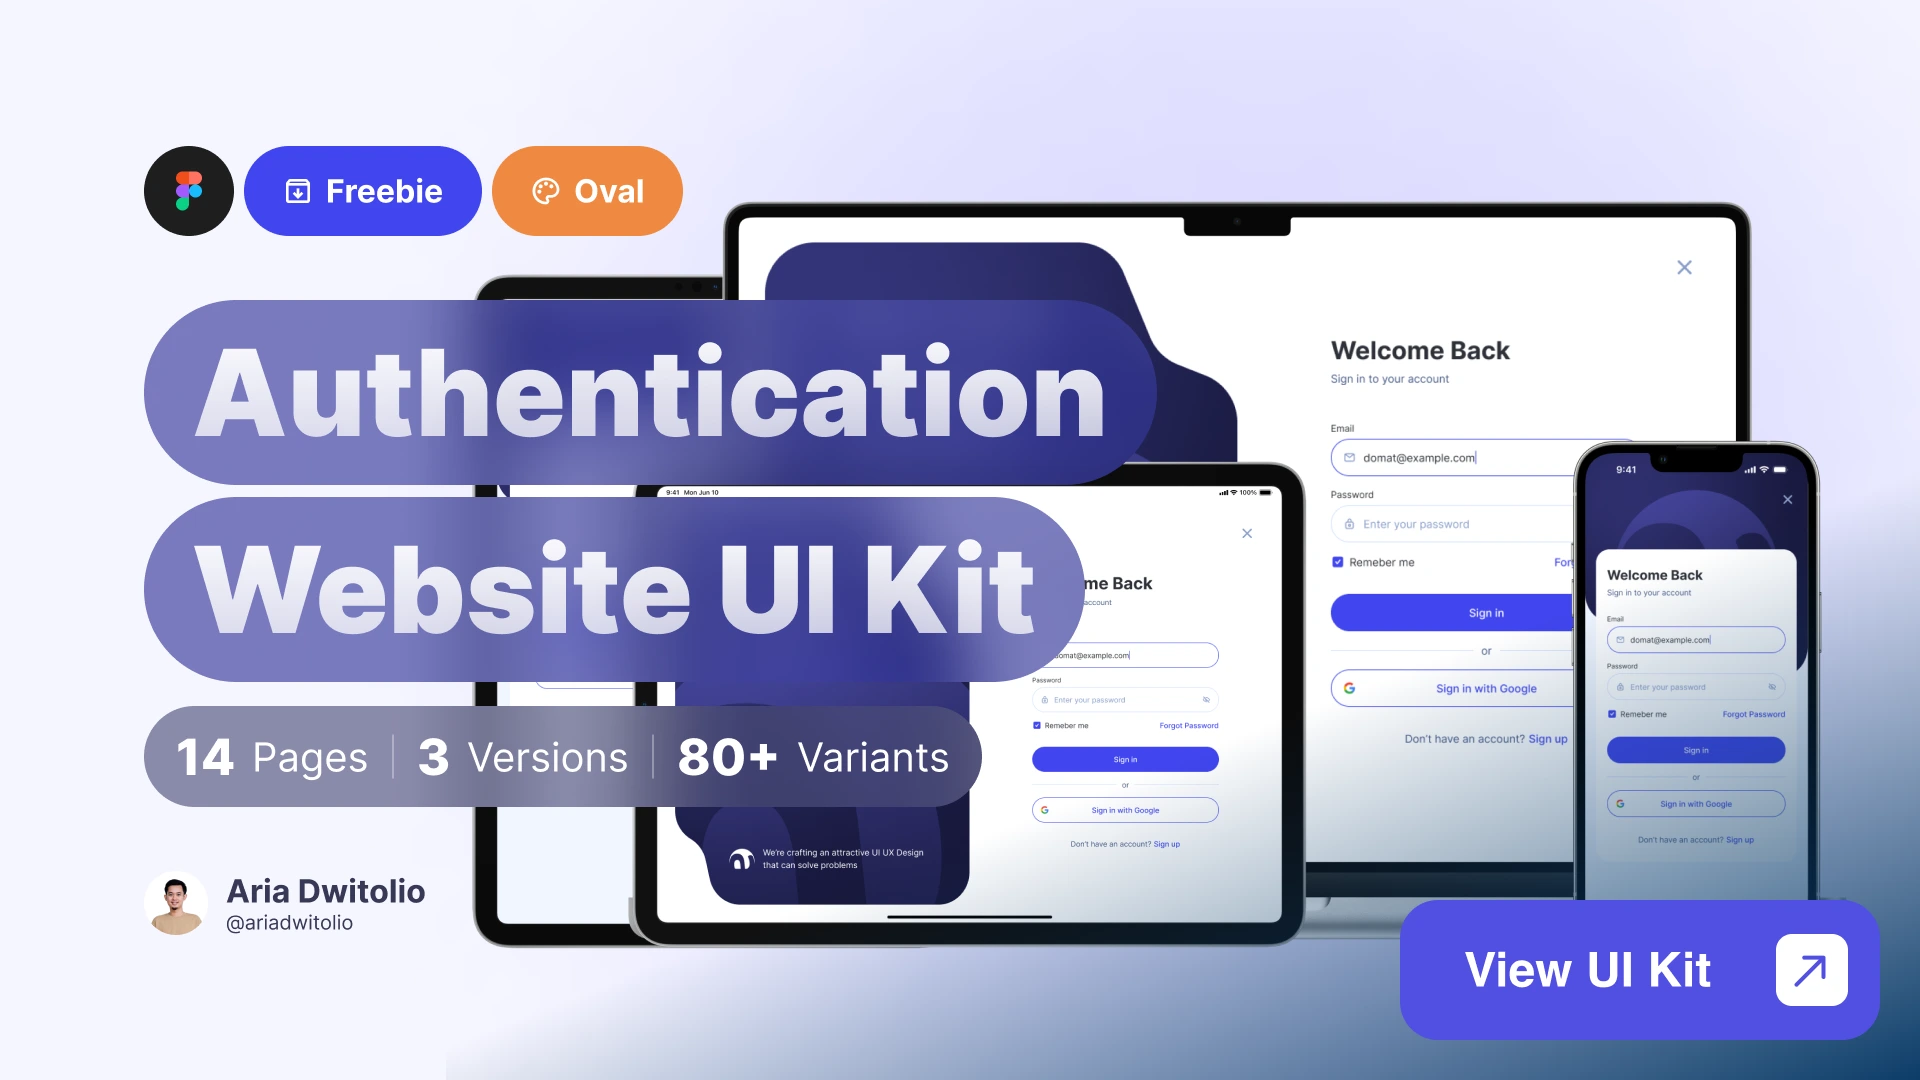 Freebie
Oval
Authentication
Website UI Kit
14 Pages
3 Versions
80+ Variants
Aria Dwitolio
@ariadwitolio
Welcome Back
Sign in to your account
Email
domat@example.com
Password
Enter your password
Remeber me
Sign in
or
Sign in with Google
Don't have an account? Sign up
9:41 Mon Jun 10
100%
me Back
account
domat@example.com
Password
Enter your password
Remeber me
Forgot Password
Sign in
or
Sign in with Google
Don't have an account? Sign up
We're crafting an attractive UI UX Design
that can solve problems
9:41
Welcome Back
Sign in to your account
Email
domat@example.com
Password
Enter your password
Remeber me
Forgot Password
Sign in
or
Sign in with Google
Don't have an account? Sign up
View UI Kit